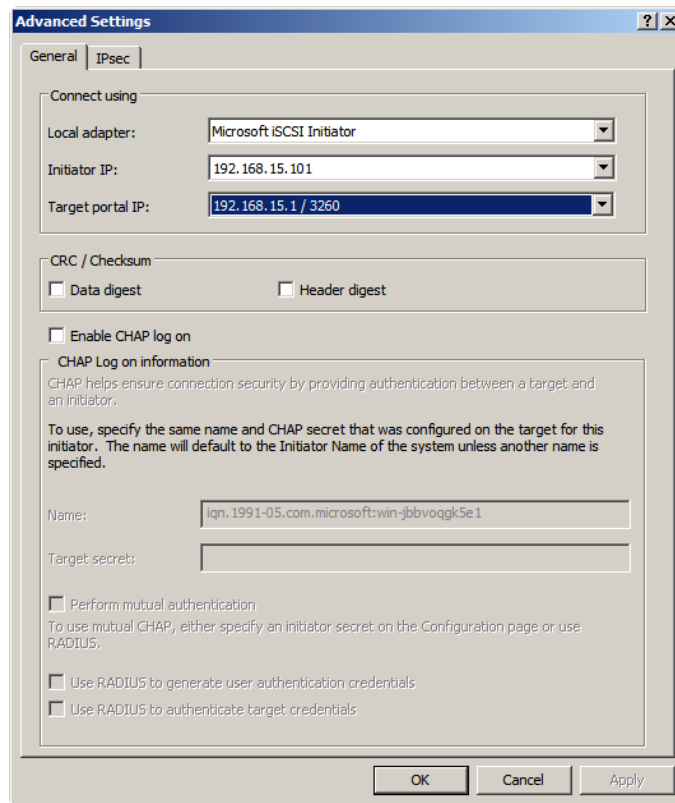 Advanced Settings
General
IPsec
Connect using
Local adapter:
Microsoft iSCSI Initiator
Initiator IP:
192.168.15.101
Target portal IP:
192.168.15.1 / 3260
CRC / Checksum
Data digest
Header digest
Enable CHAP log on
CHAP Log on information
CHAP helps ensure connection security by providing authentication between a target and
an initiator.
To use, specify the same name and CHAP secret that was configured on the target for this
initiator. The name will default to the Initiator Name of the system unless another name is
specified.
Name:
iqn.1991-05.com.microsoft:win-jbbvoqgk5e1
Target secret:
Perform mutual authentication
To use mutual CHAP, either specify an initiator secret on the Configuration page or use
RADIUS.
Use RADIUS to generate user authentication credentials
Use RADIUS to authenticate target credentials
OK
Cancel
Apply